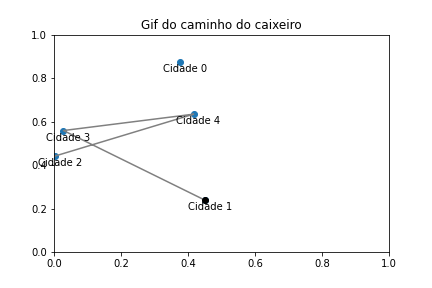 Gif do caminho do caixeiro
1.0
Cidade 0
0.8
0.6
Cidade 4
Cidade 3
0.4
Cidade 2
0.2
Cidade 1
0.0
0.0 0.2 0.4 0.6 0.8 1.0